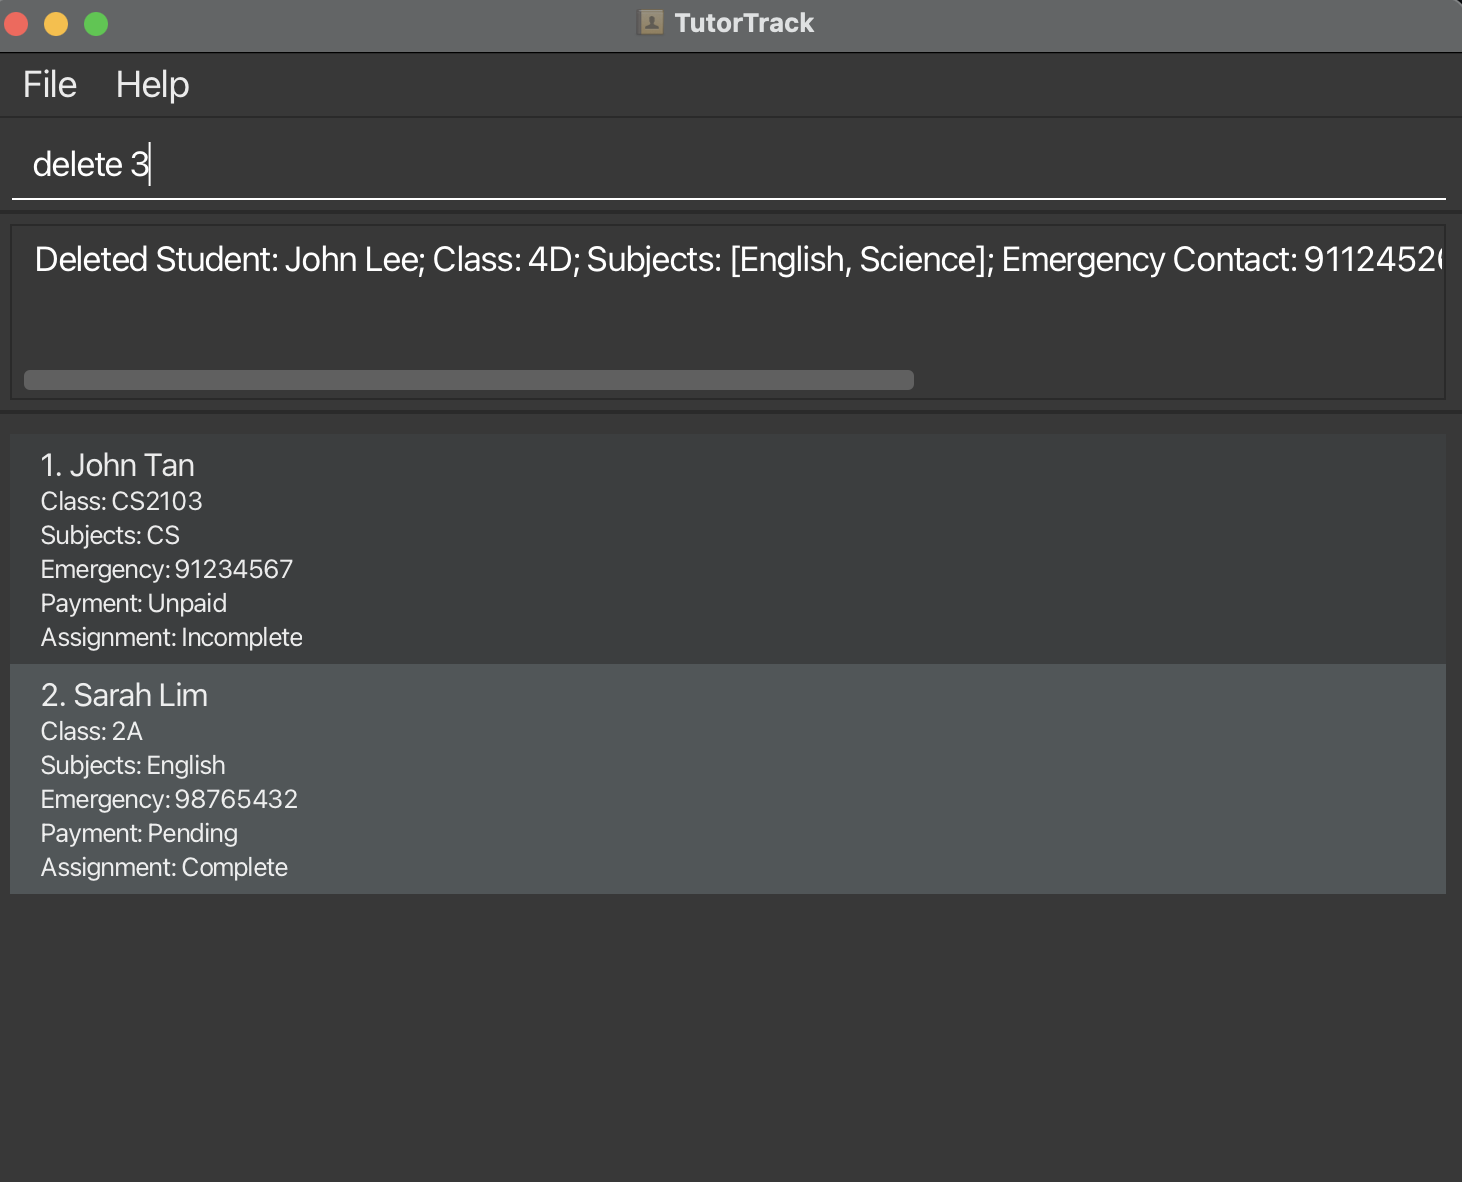 TutorTrack
File Help
delete 3
Deleted Student: John Lee; Class: 4D; Subjects: [English, Science]; Emergency Contact: 9112452
1. John Tan
Class: CS2103
Subjects: CS
Emergency: 91234567
Payment: Unpaid
Assignment: Incomplete
2. Sarah Lim
Class: 2A
Subjects: English
Emergency: 98765432
Payment: Pending
Assignment: Complete